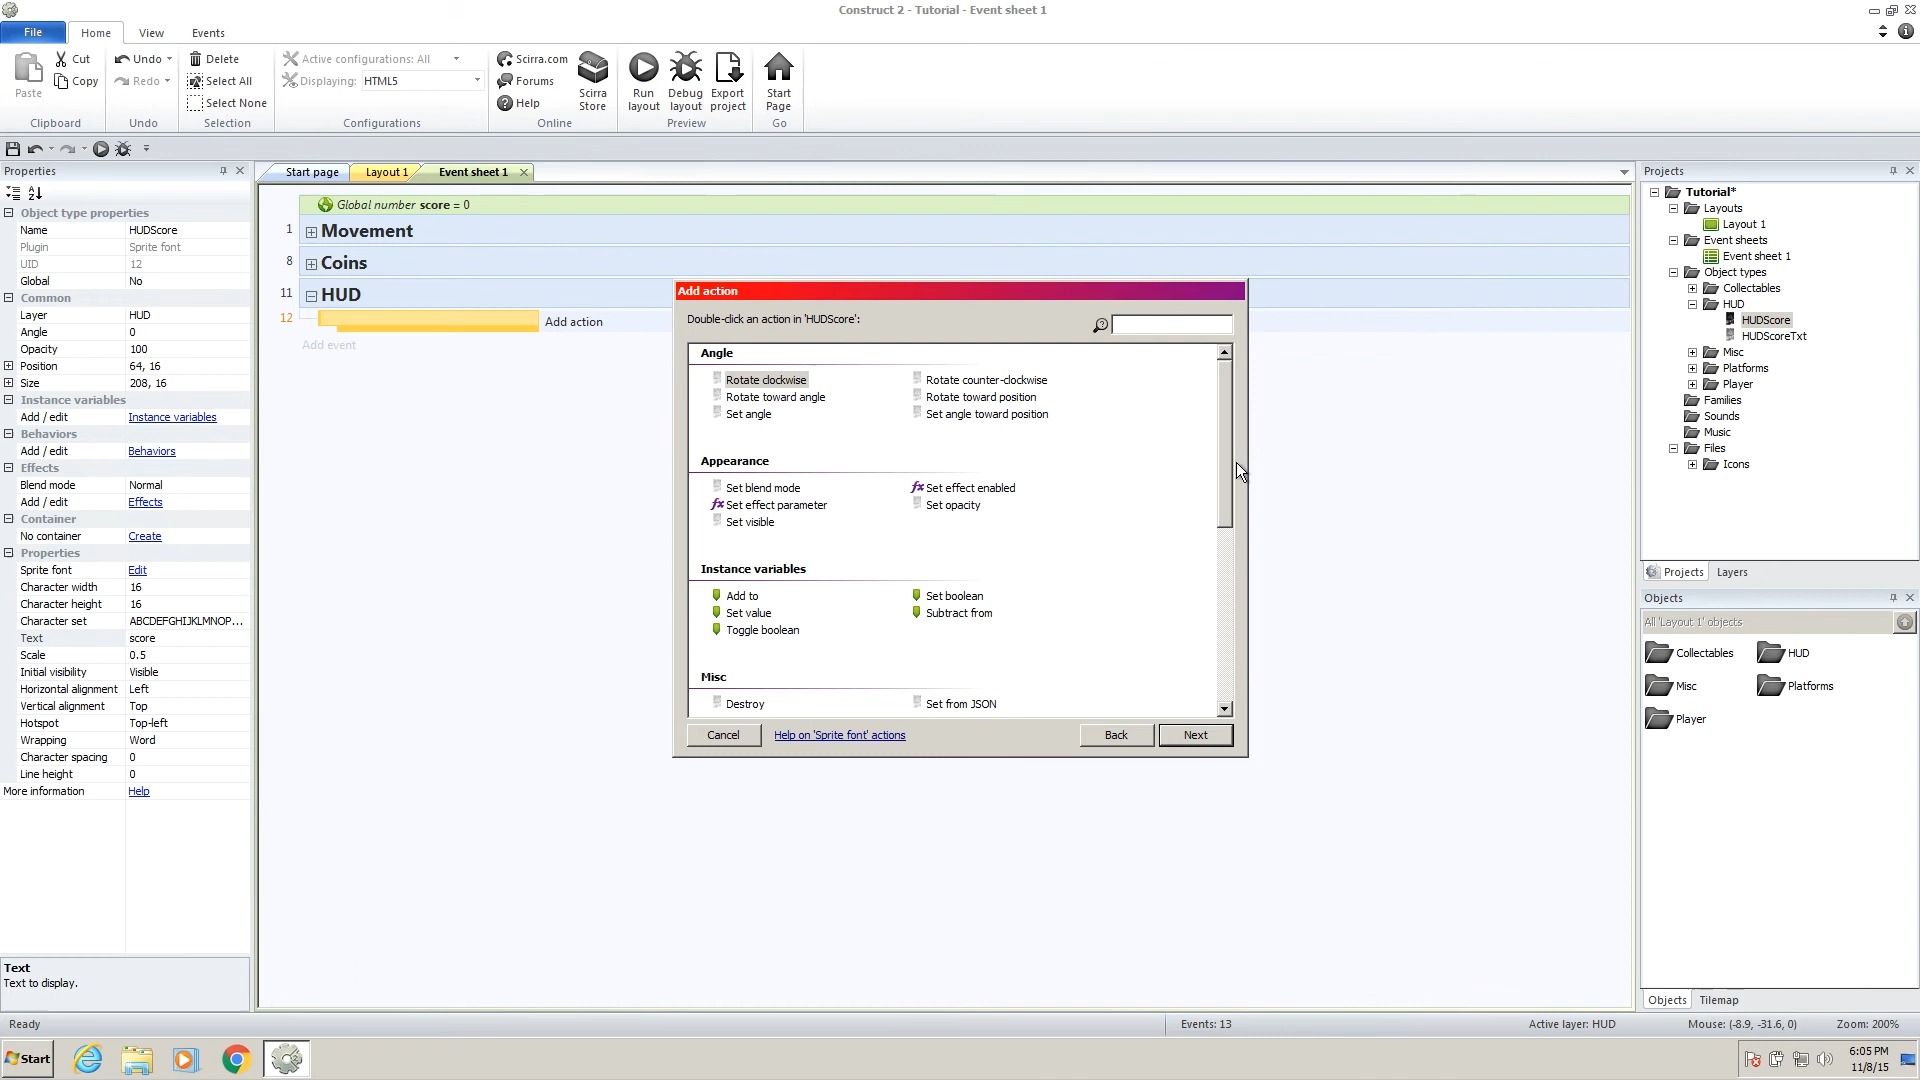 Construct 2 - Tutorial - Event sheet 1
File
Home
View
Events
Paste
Cut
Copy
Clipboard
Undo
Redo
Undo
Delete
Select All
Select None
Selection
Active configurations: All
Displaying: HTML5
Configurations
Scirra.com
Forums
Help
Scirra Store
Online
Run layout
Debug layout
Export project
Preview
Start Page
Go
Properties
Object type properties
Name HUDScore
Plugin Sprite font
UID 12
Global No
Common
Layer HUD
Angle 0
Opacity 100
Position 64, 16
Size 208, 16
Instance variables
Add / edit Instance variables
Behaviors
Add / edit Behaviors
Effects
Blend mode Normal
Add / edit Effects
Container
No container Create
Properties
Sprite font Edit
Character width 16
Character height 16
Character set ABCDEFGHIJKLMNOP...
Text score
Scale 0.5
Initial visibility Visible
Horizontal alignment Left
Vertical alignment Top
Hotspot Top-left
Wrapping Word
Character spacing 0
Line height 0
More information Help
Text
Text to display.
Start page
Layout 1
Event sheet 1
Global number score = 0
1 Movement
8 Coins
11 HUD
12 Add action
Add event
Add action
Double-click an action in 'HUDScore':
Angle
Rotate clockwise Rotate counter-clockwise
Rotate toward angle Rotate toward position
Set angle Set angle toward position
Appearance
Set blend mode fx Set effect enabled
fx Set effect parameter Set opacity
Set visible
Instance variables
Add to Set boolean
Set value Subtract from
Toggle boolean
Misc
Destroy Set from JSON
Cancel Help on 'Sprite font' actions Back Next
Projects
Tutorial*
Layouts
Layout 1
Event sheets
Event sheet 1
Object types
Collectables
HUD
HUDScore
HUDScoreTxt
Misc
Platforms
Player
Families
Sounds
Music
Files
Icons
Projects Layers
Objects
All 'Layout 1' objects
Collectables HUD
Misc Platforms
Player
Objects Tilemap
Ready Events: 13 Active layer: HUD Mouse: (-8.9, -31.6, 0) Zoom: 200%
Start
6:05 PM
11/8/15